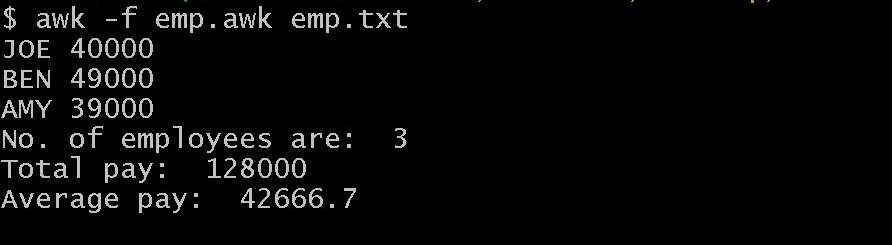 $ awk -f emp.awk emp.txt
JOE 40000
BEN 49000
AMY 39000
No. of employees are:  3
Total pay:  128000
Average pay:  42666.7